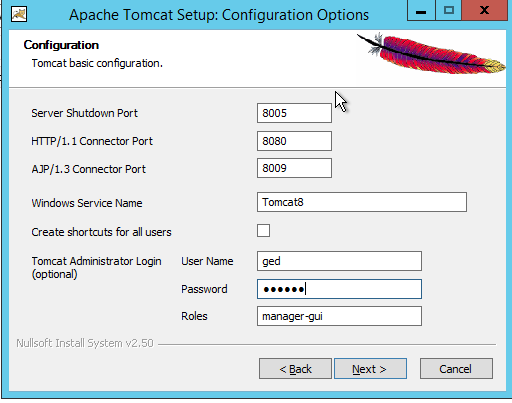 Apache Tomcat Setup: Configuration Options
Configuration
Tomcat basic configuration.
Server Shutdown Port 8005
HTTP/1.1 Connector Port 8080
AJP/1.3 Connector Port 8009
Windows Service Name Tomcat8
Create shortcuts for all users
Tomcat Administrator Login User Name ged
(optional)
Password ●●●●●●
Roles manager-gui
Nullsoft Install System v2.50
< Back Next > Cancel